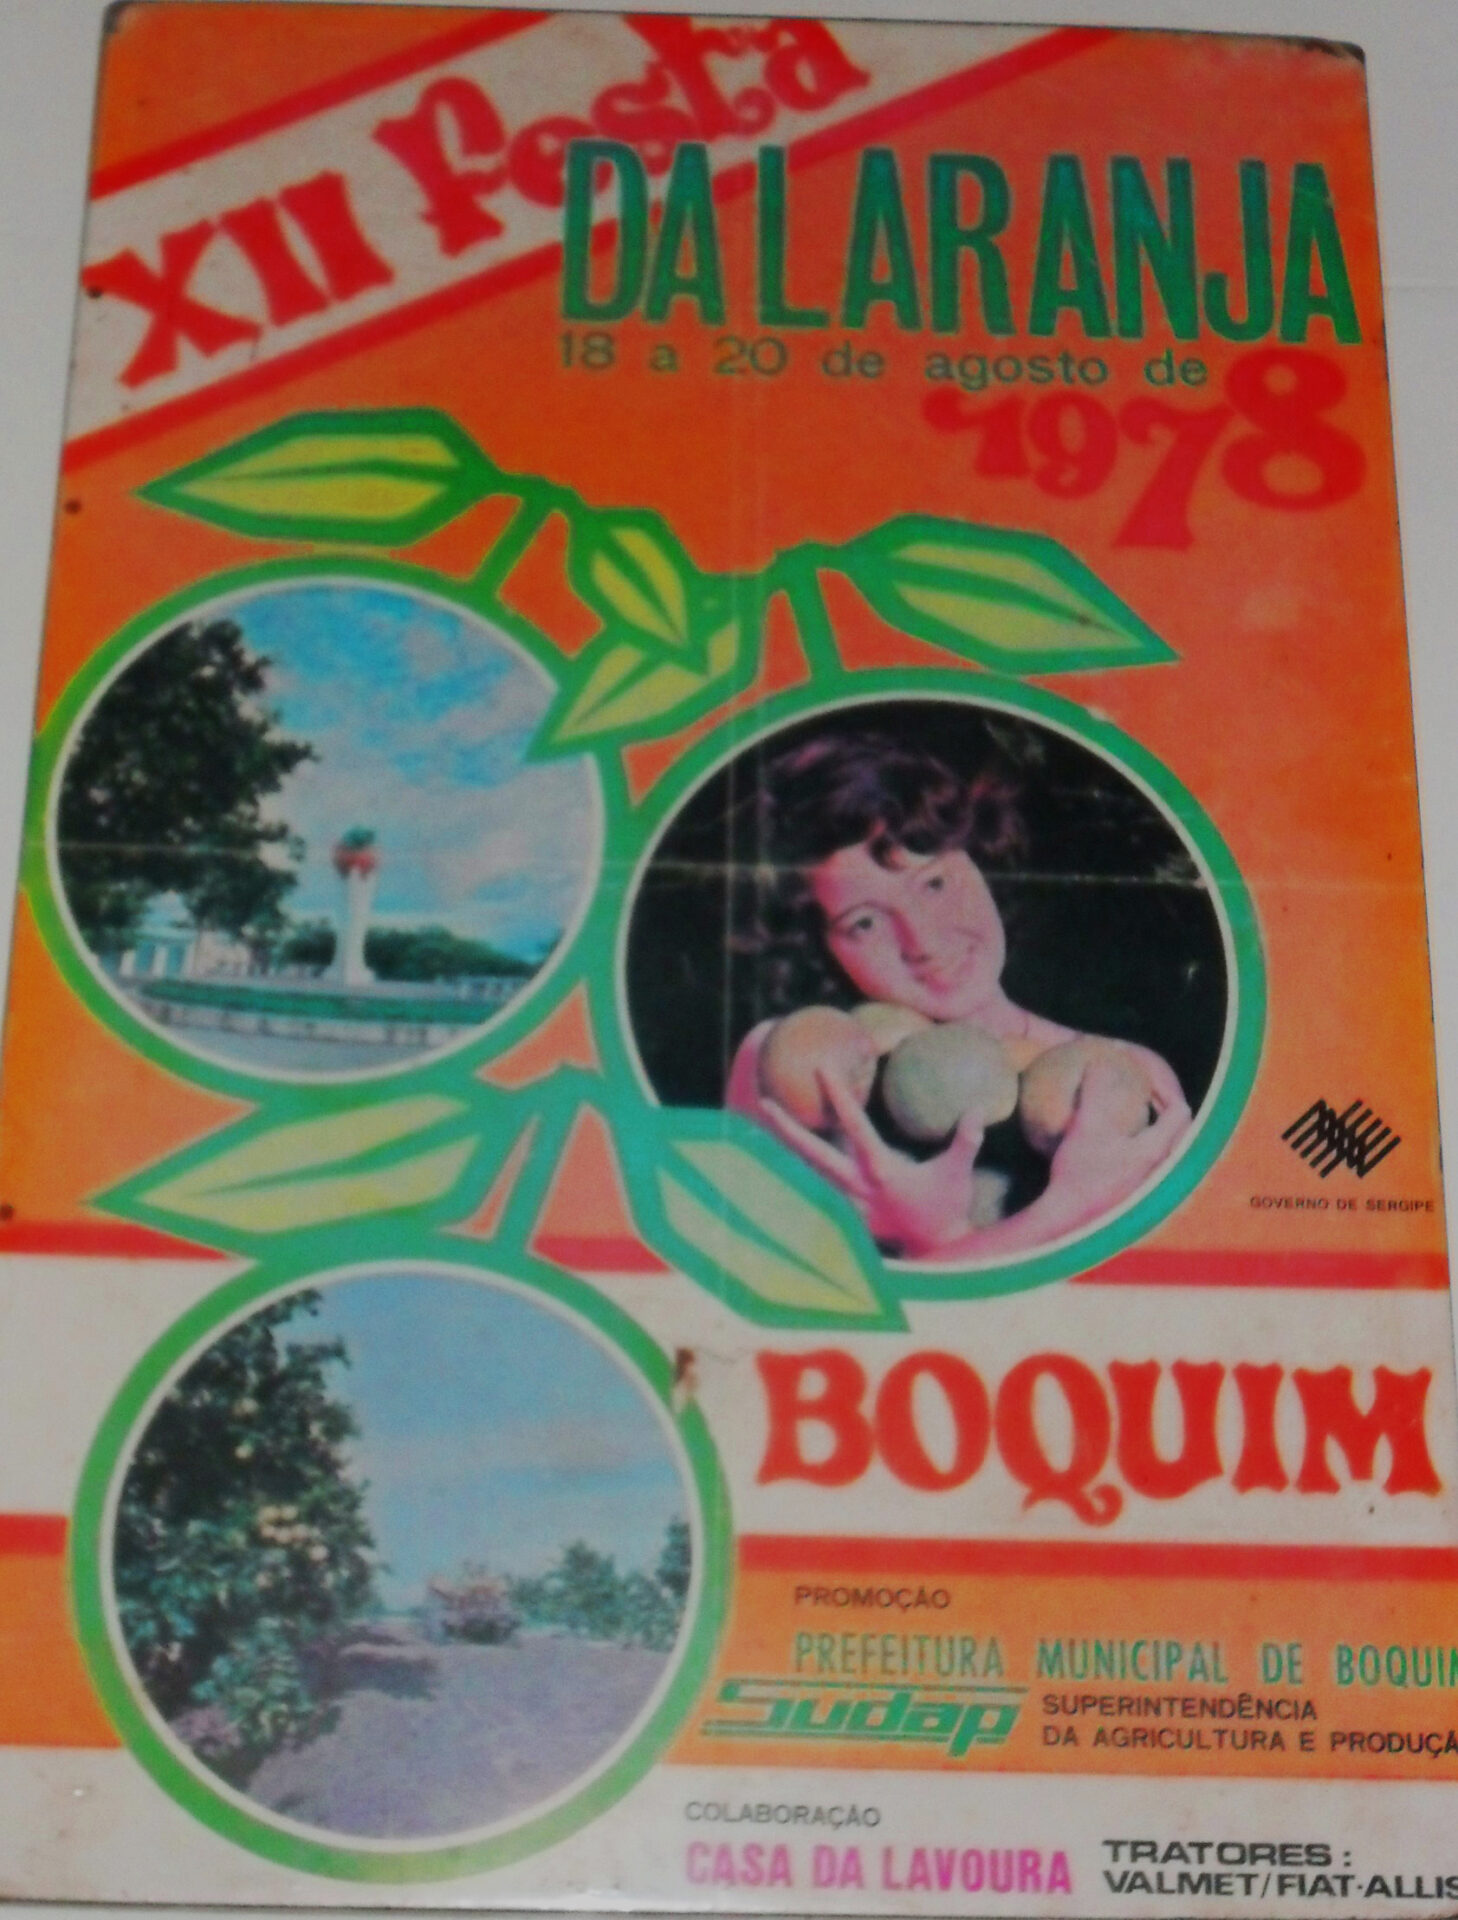 XII Festa
DA LARANJA
18 a 20 de agosto de
1978
GOVERNO DE SERGIPE
BOQUIM
PROMOÇÃO
PREFEITURA MUNICIPAL DE BOQUIM
Sudap SUPERINTENDÊNCIA
DA AGRICULTURA E PRODUÇÃ
COLABORAÇÃO
CASA DA LAVOURA TRATORES:
VALMET/FIAT-ALLIS